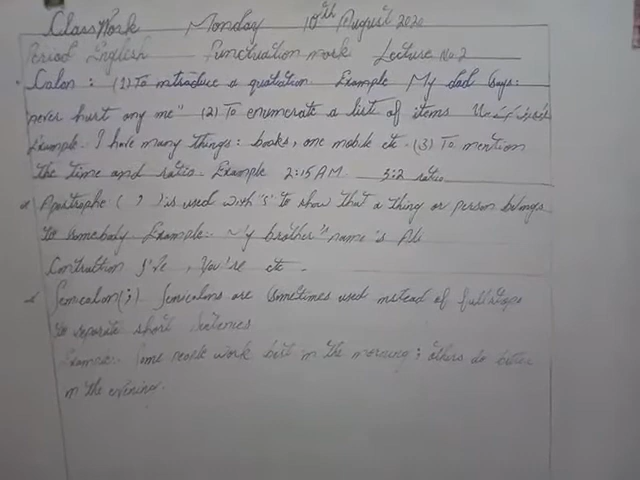 Class Work Monday 10th August 2020
Period English Punctuation mark Lecture No.2
Colon : (1) To introduce a quotation. Example My dad says:
never hurt any me" (2) To enumerate a list of items
Example. I have many things: books, one mobile etc. (3) To mention
the time and ratio. Example 2:15 AM 3:2 ratio
Apostrophe ( ' ) is used with 's' to show that a thing or person belongs
to somebody Example:- My brother's name is Ali
Contraction I've, You're etc.
Semicolon(;) Semicolons are sometimes used instead of full stops
to separate short sentences
Example:- Some people work best in the morning; others do better
in the evening.